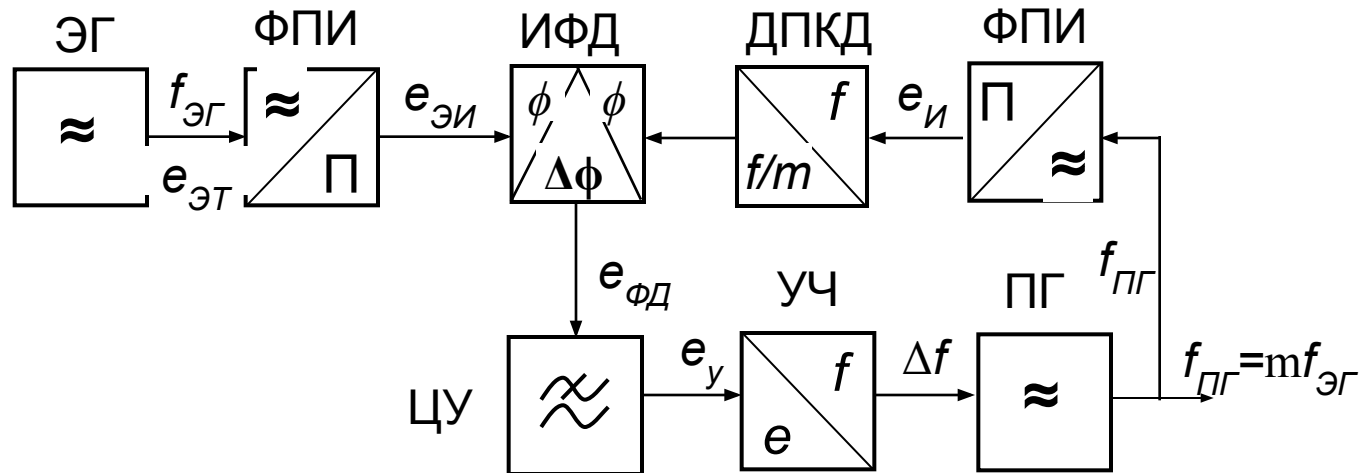 ЭГ ФПИ ИФД ДПКД ФПИ
≈ f_ЭГ ≈ e_ЭИ ϕ ϕ f e_И П
e_ЭТ П Δϕ f/m ≈
e_ФД УЧ ПГ f_ПГ
ЦУ e_у f Δf ≈ f_ПГ=mf_ЭГ
e